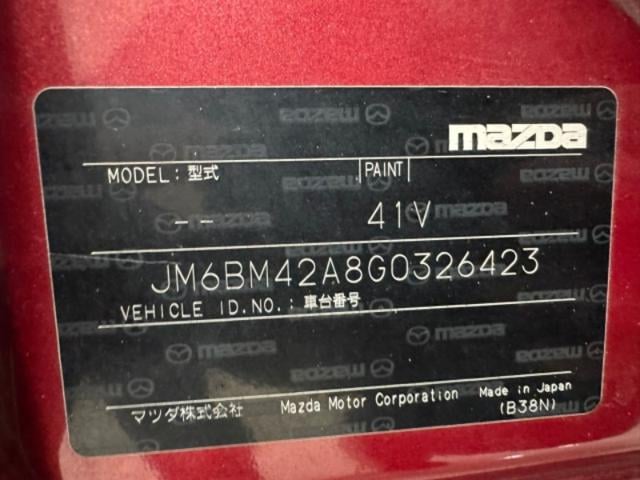 mazda
MODEL: 型式 PAINT
-- 41V
JM6BM42A8G0326423
VEHICLE ID.NO.: 車台番号
マツダ株式会社 Mazda Motor Corporation Made in Japan
(B38N)